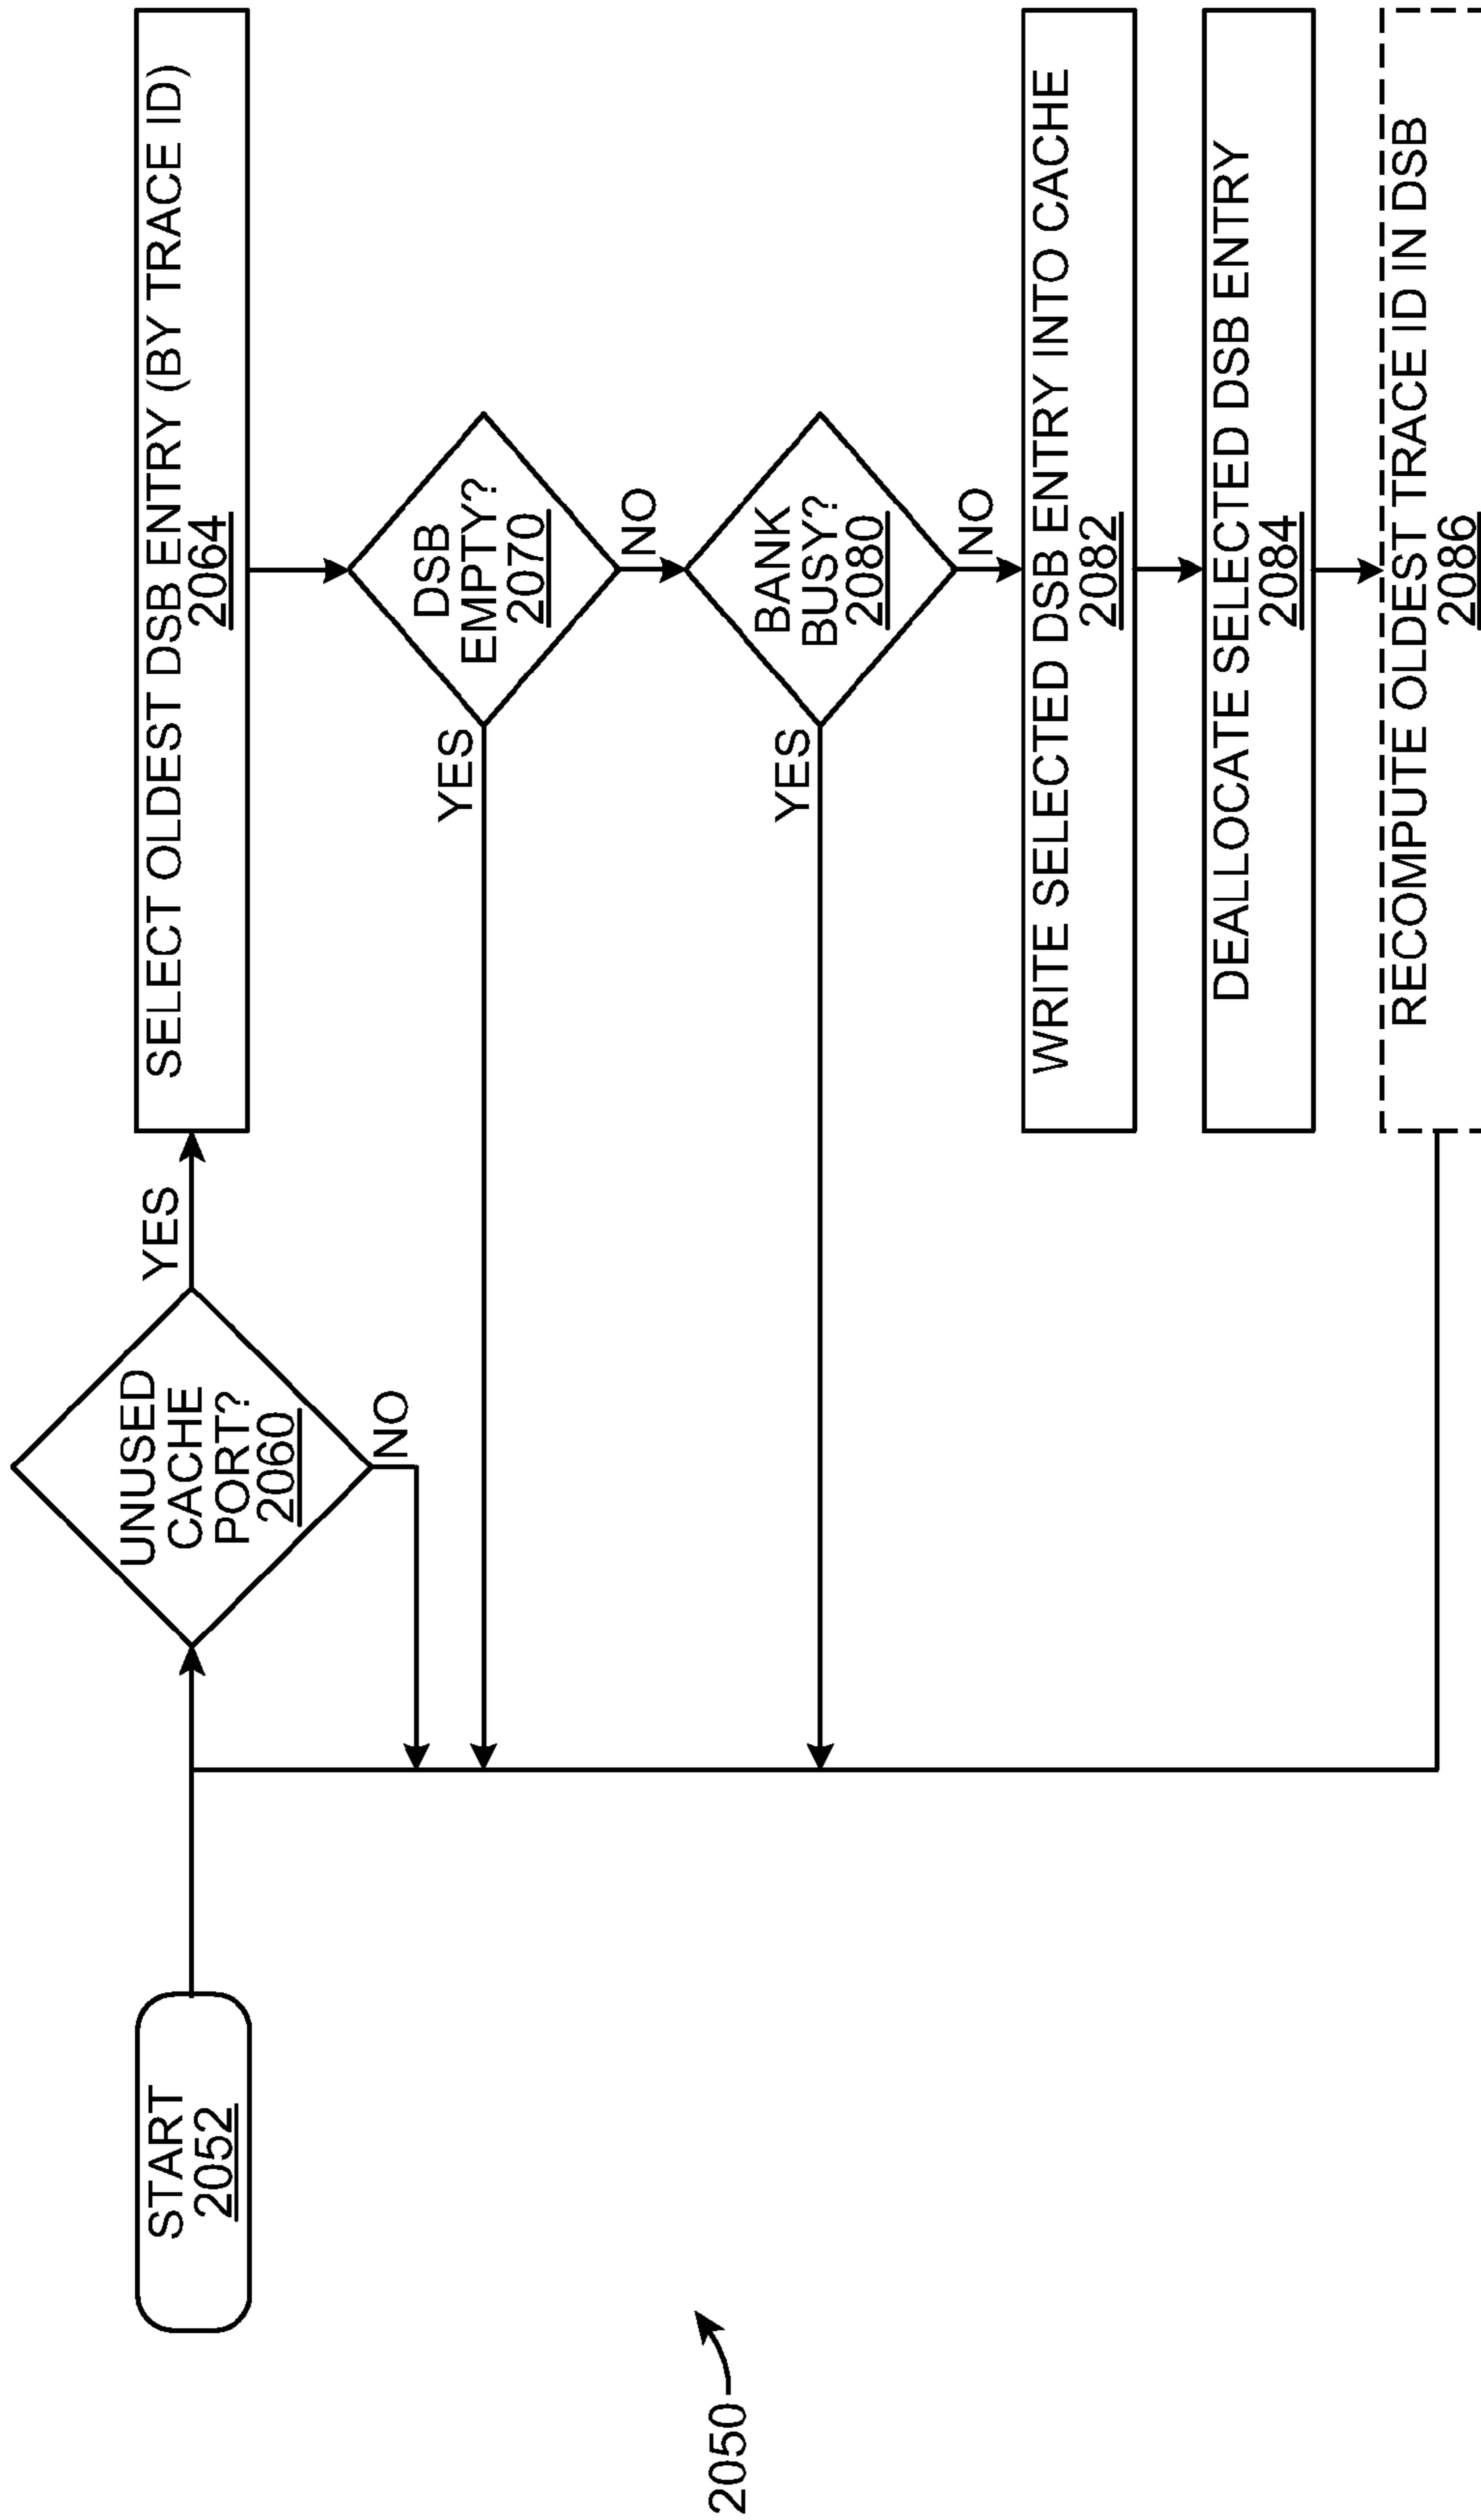 START
2052
UNUSED
CACHE
PORT?
2060
YES
NO
SELECT OLDEST DSB ENTRY (BY TRACE ID)
2064
DSB
EMPTY?
2070
YES
NO
BANK
BUSY?
2080
YES
NO
WRITE SELECTED DSB ENTRY INTO CACHE
2082
DEALLOCATE SELECTED DSB ENTRY
2084
RECOMPUTE OLDEST TRACE ID IN DSB
2086
2050